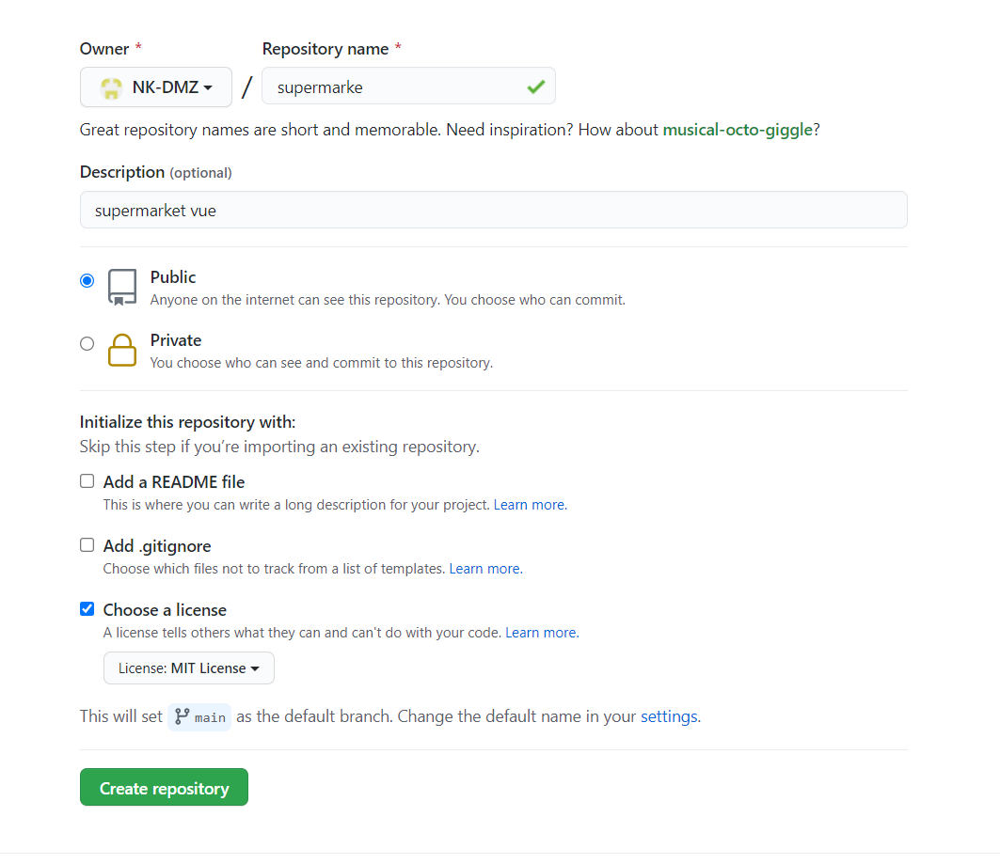 Owner *
Repository name *
NK-DMZ / supermarke
Great repository names are short and memorable. Need inspiration? How about musical-octo-giggle?
Description (optional)
supermarket vue
Public
Anyone on the internet can see this repository. You choose who can commit.
Private
You choose who can see and commit to this repository.
Initialize this repository with:
Skip this step if you’re importing an existing repository.
Add a README file
This is where you can write a long description for your project. Learn more.
Add .gitignore
Choose which files not to track from a list of templates. Learn more.
Choose a license
A license tells others what they can and can't do with your code. Learn more.
License: MIT License
This will set main as the default branch. Change the default name in your settings.
Create repository